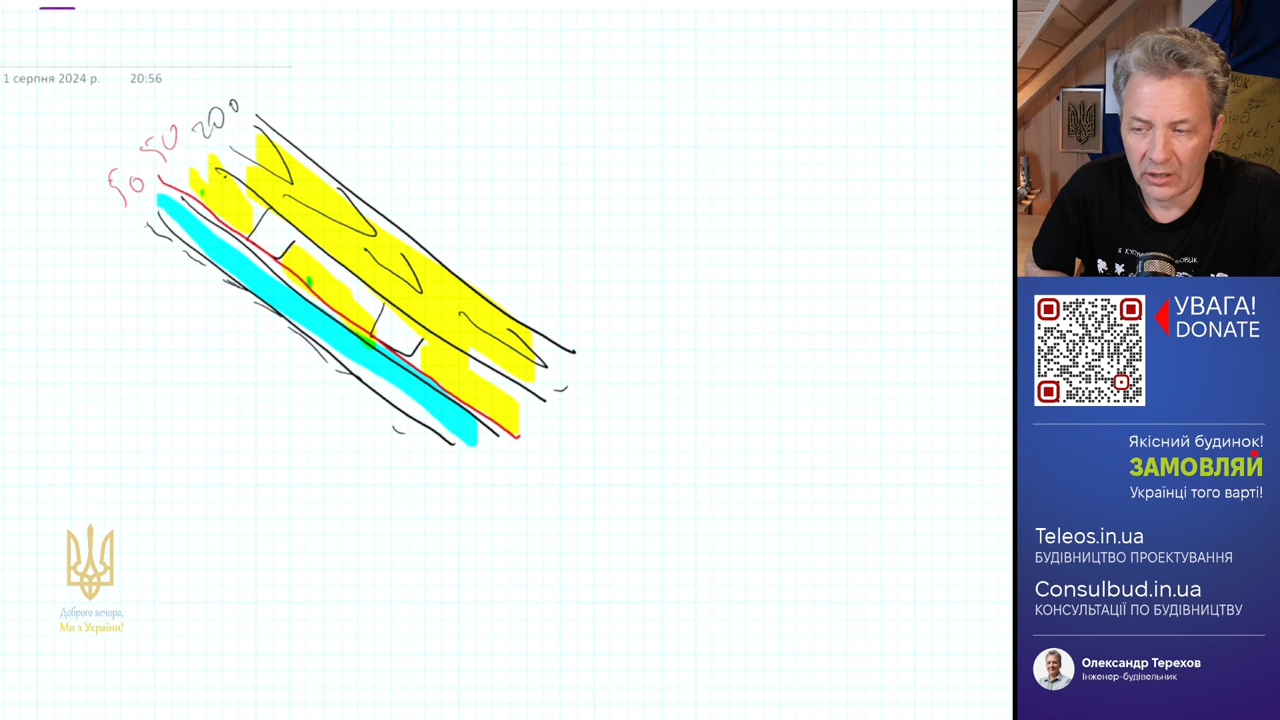 1 серпня 2024 р. 20:56
50 50 200
Доброго вечора,
Ми з України!
УВАГА!
DONATE
Якісний будинок!
ЗАМОВЛЯЙ
Українці того варті!
Teleos.in.ua
БУДІВНИЦТВО ПРОЕКТУВАННЯ
Consulbud.in.ua
КОНСУЛЬТАЦІЇ ПО БУДІВНИЦТВУ
Олександр Терехов
Інженер-будівельник